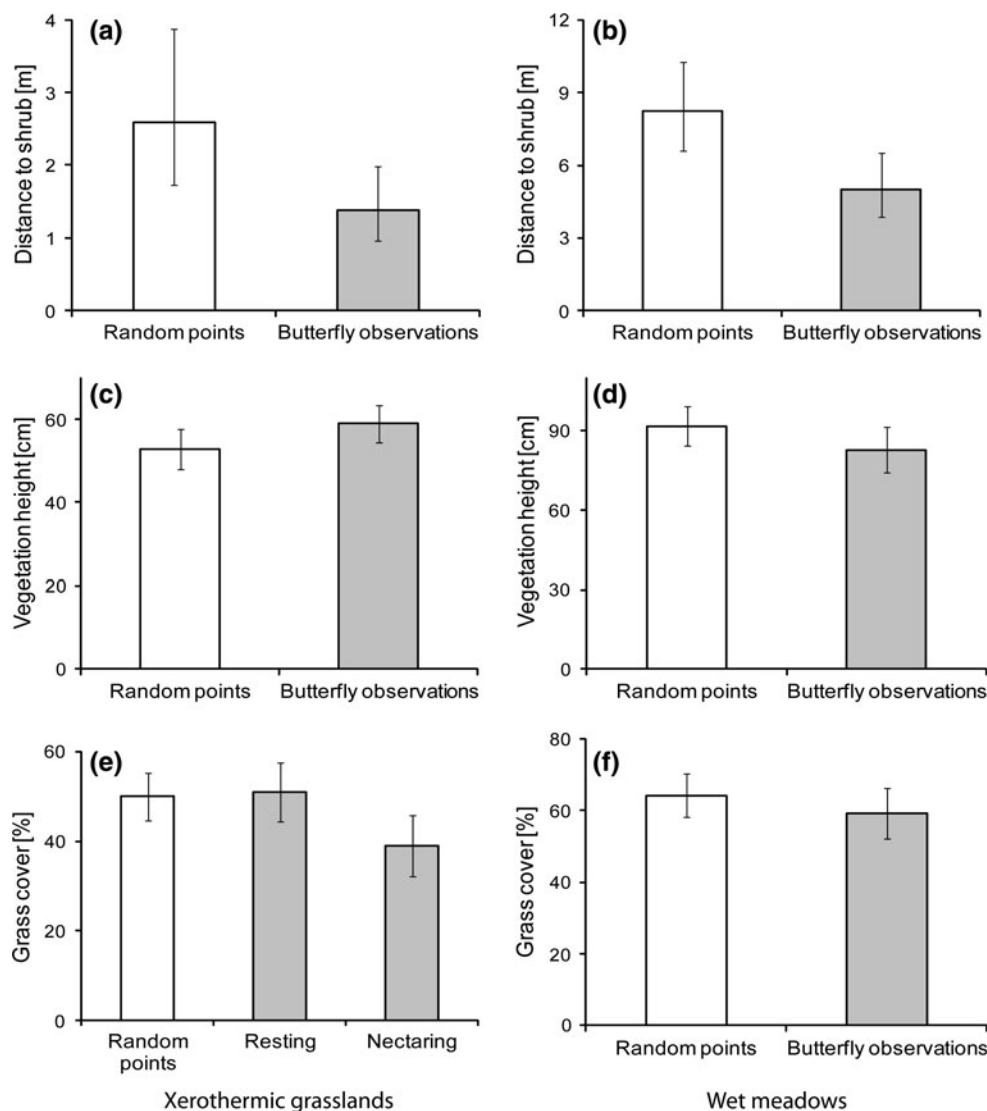 (a)
Distance to shrub [m]
4
3
2
1
0
Random points Butterfly observations
(b)
Distance to shrub [m]
12
9
6
3
0
Random points Butterfly observations
(c)
Vegetation height [cm]
60
40
20
0
Random points Butterfly observations
(d)
Vegetation height [cm]
90
60
30
0
Random points Butterfly observations
(e)
Grass cover [%]
60
40
20
0
Random
points
Resting Nectaring
(f)
Grass cover [%]
80
60
40
20
0
Random points Butterfly observations
Xerothermic grasslands Wet meadows